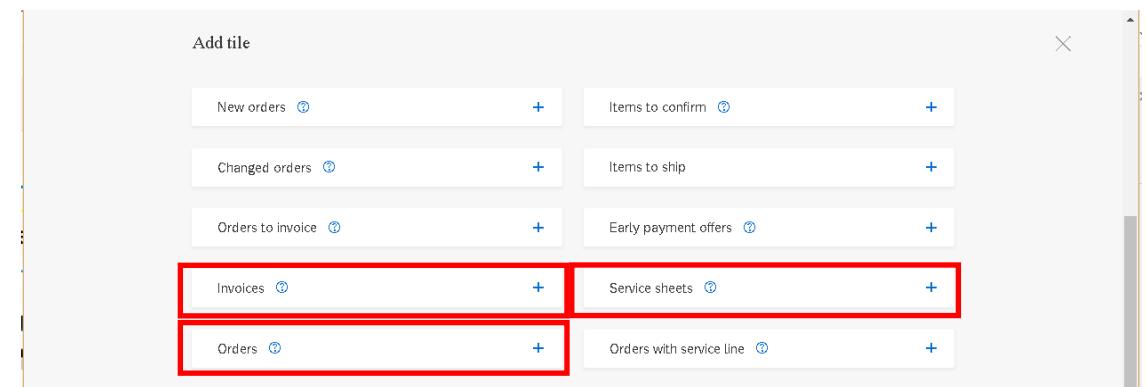 Add tile
New orders
Items to confirm
Changed orders
Items to ship
Orders to invoice
Early payment offers
Invoices
Service sheets
Orders
Orders with service line